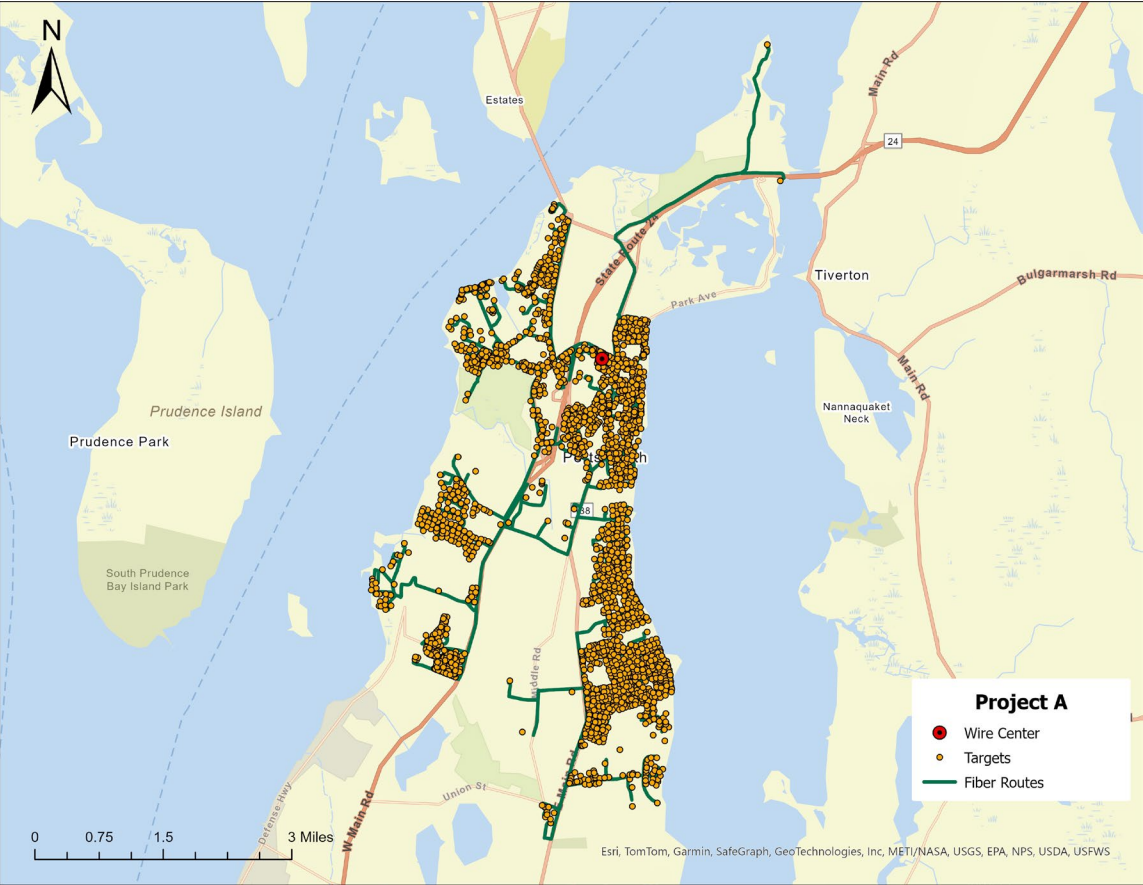 N
Estates
Main Rd
24
State Route 24
Tiverton
Bulgarmarsh Rd
Park Ave
Main Rd
Prudence Island
Prudence Park
Nannaquaket
Neck
South Prudence
Bay Island Park
Middle Rd
E Main Rd
Union St
Defense Hwy
W Main Rd
Project A
Wire Center
Targets
Fiber Routes
0 0.75 1.5 3 Miles
Esri, TomTom, Garmin, SafeGraph, GeoTechnologies, Inc, METI/NASA, USGS, EPA, NPS, USDA, USFWS